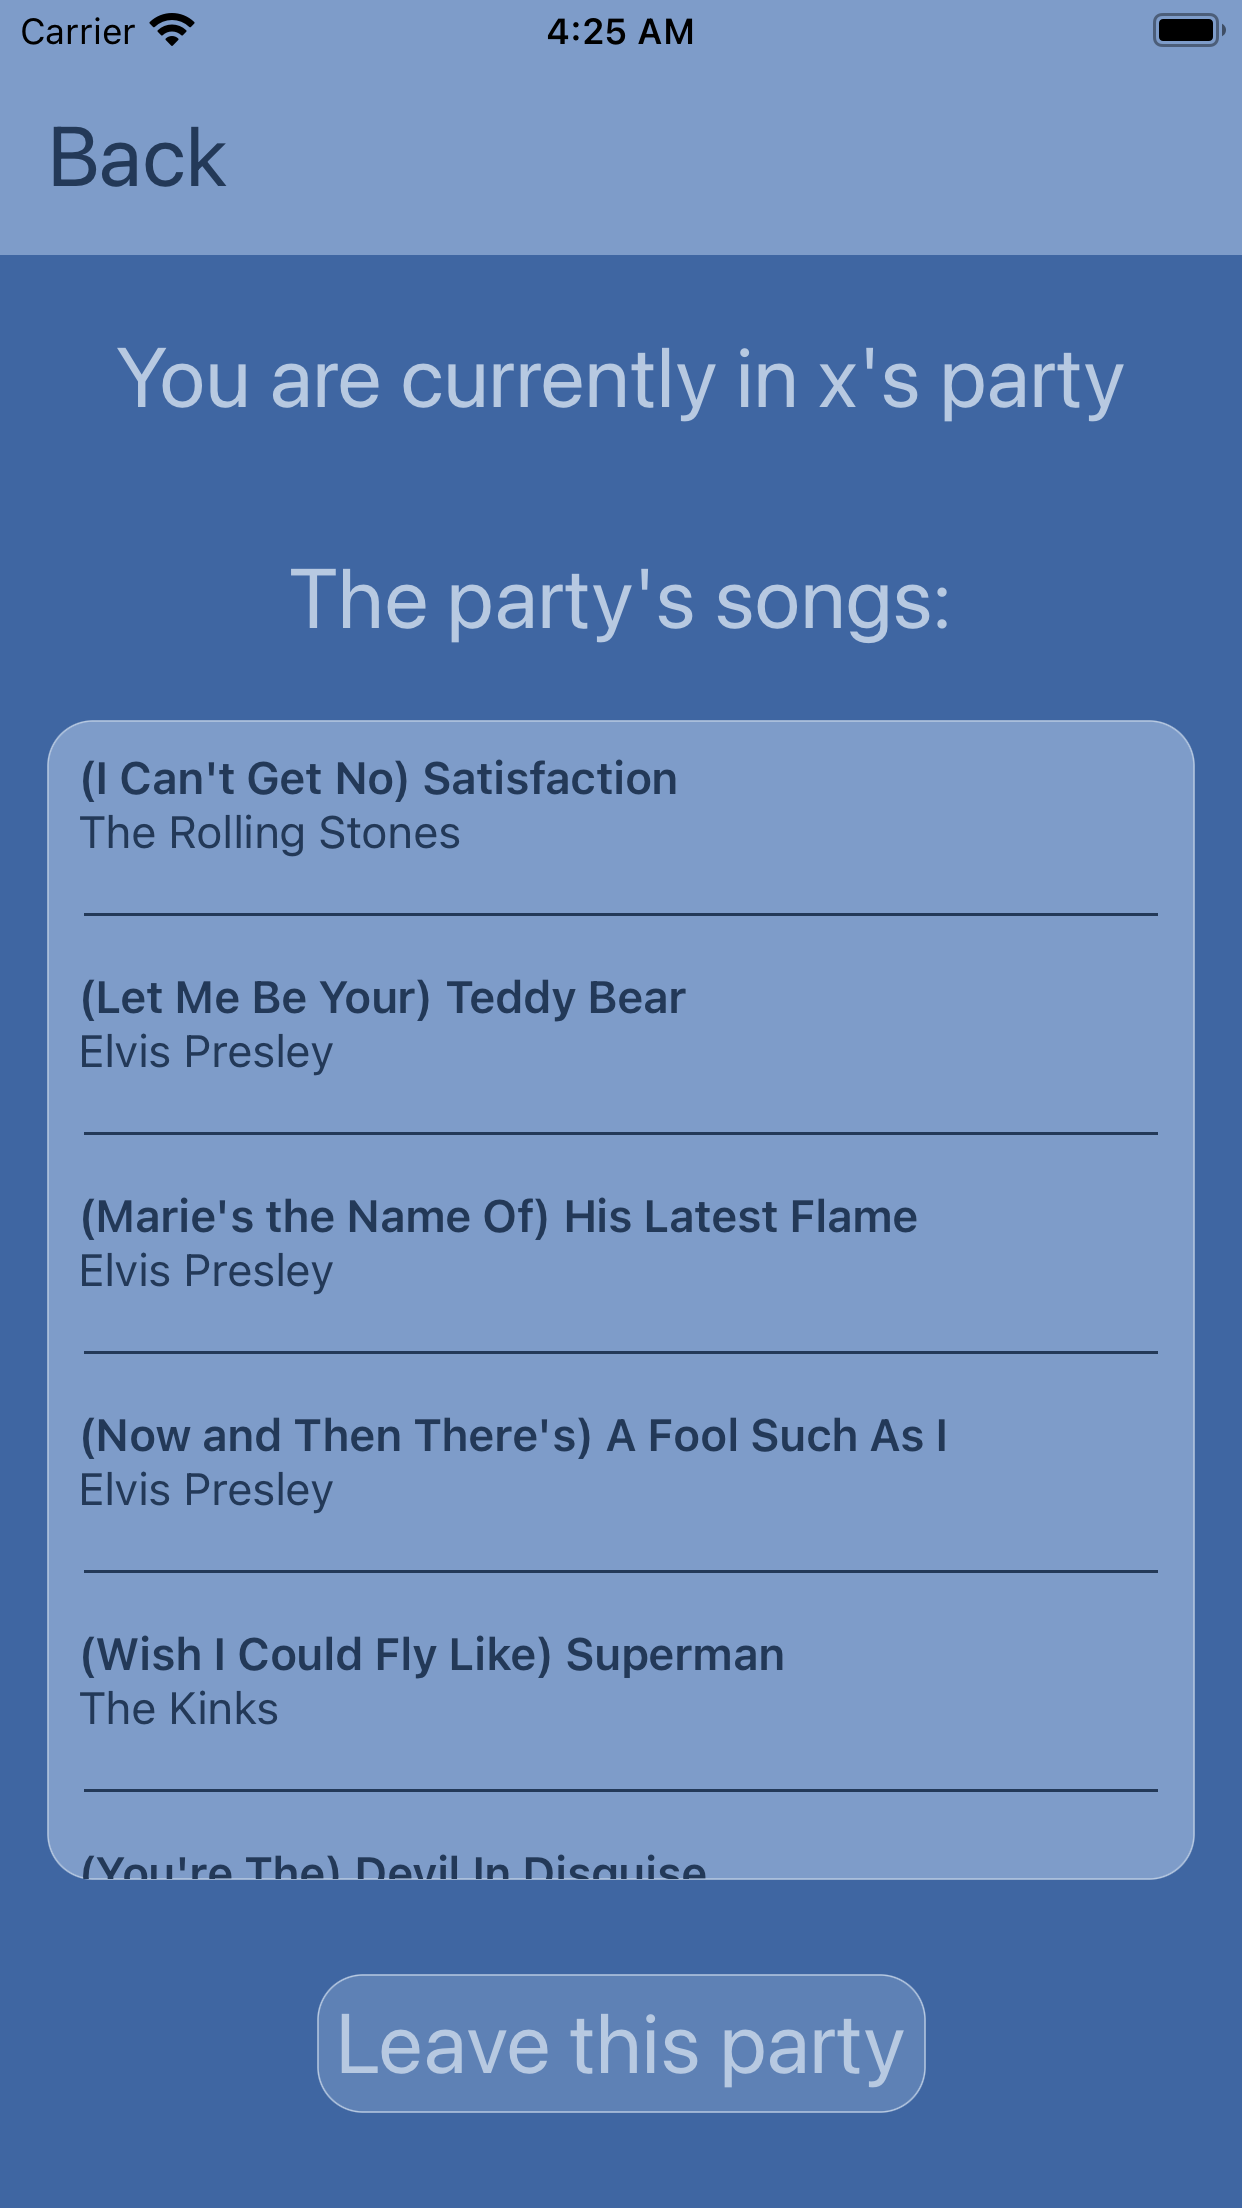 Carrier
4:25 AM
Back
You are currently in x's party
The party's songs:
(I Can't Get No) Satisfaction
The Rolling Stones
(Let Me Be Your) Teddy Bear
Elvis Presley
(Marie's the Name Of) His Latest Flame
Elvis Presley
(Now and Then There's) A Fool Such As I
Elvis Presley
(Wish I Could Fly Like) Superman
The Kinks
(You're The) Devil In Disguise
Leave this party